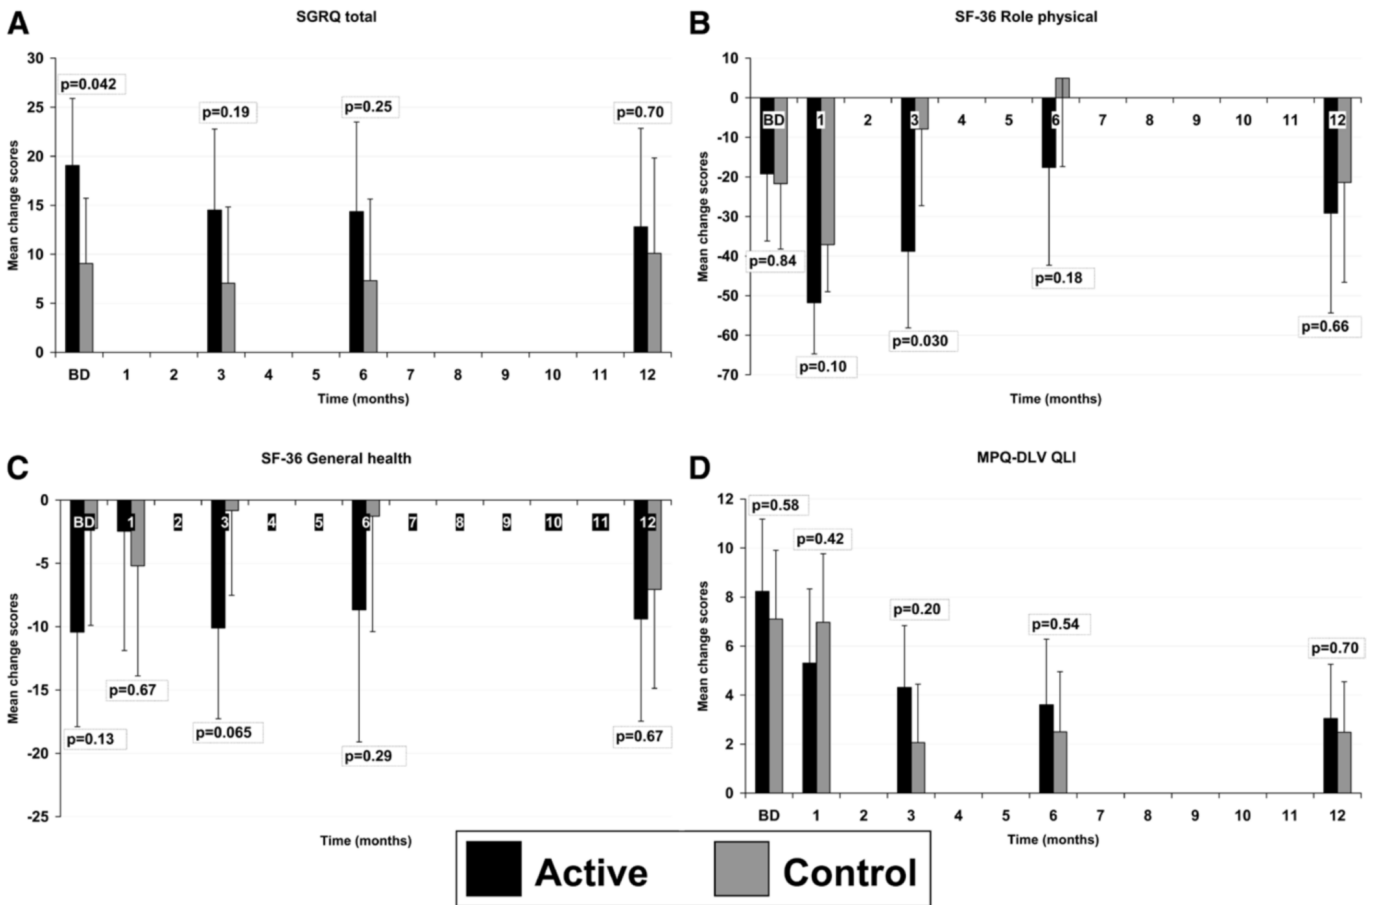 A
SGRQ total
30
25
20
15
10
5
0
Mean change scores
p=0.042
p=0.19
p=0.25
p=0.70
BD 1 2 3 4 5 6 7 8 9 10 11 12
Time (months)
B
SF-36 Role physical
10
0
-10
-20
-30
-40
-50
-60
-70
Mean change scores
BD 1 2 3 4 5 6 7 8 9 10 11 12
p=0.84
p=0.10
p=0.030
p=0.18
p=0.66
Time (months)
C
SF-36 General health
0
-5
-10
-15
-20
-25
Mean change scores
BD 1 2 3 4 5 6 7 8 9 10 11 12
p=0.13
p=0.67
p=0.065
p=0.29
p=0.67
Time (months)
D
MPQ-DLV QLI
12
10
8
6
4
2
0
Mean change scores
p=0.58
p=0.42
p=0.20
p=0.54
p=0.70
BD 1 2 3 4 5 6 7 8 9 10 11 12
Time (months)
Active Control